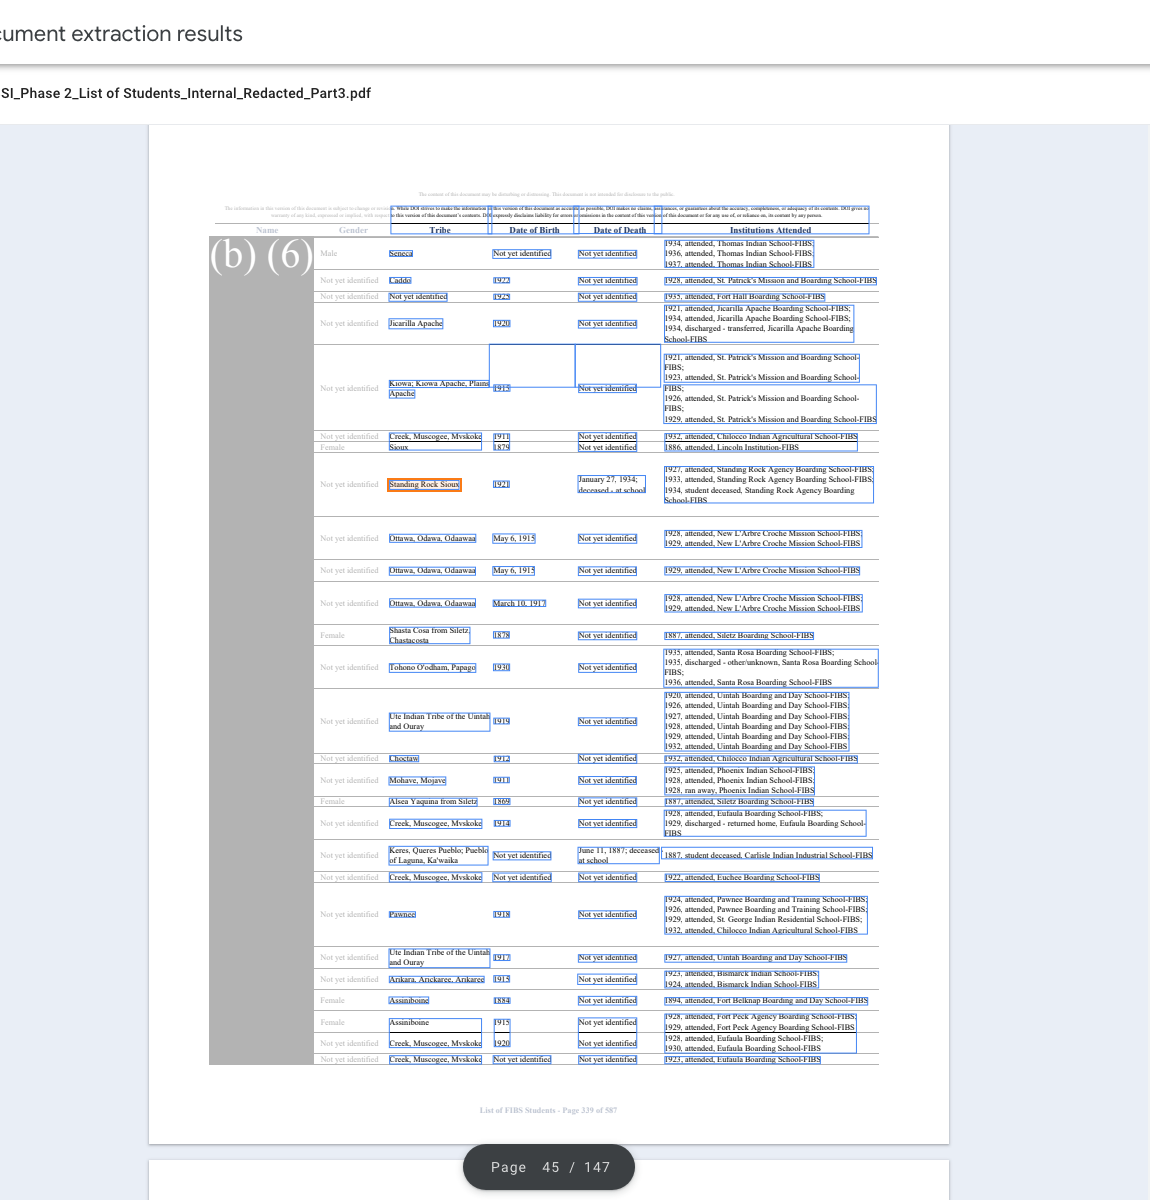 cument extraction results
SI_Phase 2_List of Students_Internal_Redacted_Part3.pdf
The content of this document may be disturbing or distressing. This document is not intended for disclosure to the public.
The information in this version of this document is subject to change or revision. While DOI strives to make the information in this version of this document as accurate as possible, DOI makes no claims, warranties, or guarantees about the accuracy, completeness, or adequacy of its contents. DOI gives no
warranty of any kind, expressed or implied, with respect to this version of this document's contents. DOI expressly disclaims liability for errors or omissions in the content of this version of this document or for any use of, or reliance on, its content by any person.
Name Gender Tribe Date of Birth Date of Death Institutions Attended
(b) (6)
Male Seneca Not yet identified Not yet identified 1934, attended, Thomas Indian School-FIBS;
1936, attended, Thomas Indian School-FIBS;
1937, attended, Thomas Indian School-FIBS
Not yet identified Caddo 1922 Not yet identified 1928, attended, St. Patrick's Mission and Boarding School-FIBS
Not yet identified Not yet identified 1925 Not yet identified 1935, attended, Fort Hall Boarding School-FIBS
Not yet identified Jicarilla Apache 1920 Not yet identified 1921, attended, Jicarilla Apache Boarding School-FIBS;
1934, attended, Jicarilla Apache Boarding School-FIBS;
1934, discharged - transferred, Jicarilla Apache Boarding
School-FIBS
Not yet identified Kiowa; Kiowa Apache, Plains
Apache 1915 Not yet identified 1921, attended, St. Patrick's Mission and Boarding School-
FIBS;
1923, attended, St. Patrick's Mission and Boarding School-
FIBS;
1926, attended, St. Patrick's Mission and Boarding School-
FIBS;
1929, attended, St. Patrick's Mission and Boarding School-FIBS
Not yet identified Creek, Muscogee, Mvskoke 1911 Not yet identified 1932, attended, Chilocco Indian Agricultural School-FIBS
Female Sioux 1879 Not yet identified 1886, attended, Lincoln Institution-FIBS
Not yet identified Standing Rock Sioux 1921 January 27, 1934;
deceased - at school 1927, attended, Standing Rock Agency Boarding School-FIBS;
1933, attended, Standing Rock Agency Boarding School-FIBS;
1934, student deceased, Standing Rock Agency Boarding
School-FIBS
Not yet identified Ottawa, Odawa, Odaawaa May 6, 1915 Not yet identified 1928, attended, New L'Arbre Croche Mission School-FIBS;
1929, attended, New L'Arbre Croche Mission School-FIBS
Not yet identified Ottawa, Odawa, Odaawaa May 6, 1915 Not yet identified 1929, attended, New L'Arbre Croche Mission School-FIBS
Not yet identified Ottawa, Odawa, Odaawaa March 10, 1917 Not yet identified 1928, attended, New L'Arbre Croche Mission School-FIBS;
1929, attended, New L'Arbre Croche Mission School-FIBS
Female Shasta Cosa from Siletz,
Chastacosta 1878 Not yet identified 1887, attended, Siletz Boarding School-FIBS
Not yet identified Tohono O'odham, Papago 1930 Not yet identified 1935, attended, Santa Rosa Boarding School-FIBS;
1935, discharged - other/unknown, Santa Rosa Boarding School-
FIBS;
1936, attended, Santa Rosa Boarding School-FIBS
Not yet identified Ute Indian Tribe of the Uintah
and Ouray 1919 Not yet identified 1920, attended, Uintah Boarding and Day School-FIBS;
1926, attended, Uintah Boarding and Day School-FIBS;
1927, attended, Uintah Boarding and Day School-FIBS;
1928, attended, Uintah Boarding and Day School-FIBS;
1929, attended, Uintah Boarding and Day School-FIBS;
1932, attended, Uintah Boarding and Day School-FIBS
Not yet identified Choctaw 1912 Not yet identified 1932, attended, Chilocco Indian Agricultural School-FIBS
Not yet identified Mohave, Mojave 1911 Not yet identified 1925, attended, Phoenix Indian School-FIBS;
1928, attended, Phoenix Indian School-FIBS;
1928, ran away, Phoenix Indian School-FIBS
Female Alsea Yaquina from Siletz 1869 Not yet identified 1887, attended, Siletz Boarding School-FIBS
Not yet identified Creek, Muscogee, Mvskoke 1914 Not yet identified 1928, attended, Eufaula Boarding School-FIBS;
1929, discharged - returned home, Eufaula Boarding School-
FIBS
Not yet identified Keres, Queres Pueblo; Pueblo
of Laguna, Ka'waika Not yet identified June 11, 1887; deceased
at school 1887, student deceased, Carlisle Indian Industrial School-FIBS
Not yet identified Creek, Muscogee, Mvskoke Not yet identified Not yet identified 1922, attended, Euchee Boarding School-FIBS
Not yet identified Pawnee 1918 Not yet identified 1924, attended, Pawnee Boarding and Training School-FIBS;
1926, attended, Pawnee Boarding and Training School-FIBS;
1929, attended, St. George Indian Residential School-FIBS;
1932, attended, Chilocco Indian Agricultural School-FIBS
Not yet identified Ute Indian Tribe of the Uintah
and Ouray 1917 Not yet identified 1927, attended, Uintah Boarding and Day School-FIBS
Not yet identified Arikara, Arickaree, Arikaree 1915 Not yet identified 1923, attended, Bismarck Indian School-FIBS;
1924, attended, Bismarck Indian School-FIBS
Female Assiniboine 1884 Not yet identified 1894, attended, Fort Belknap Boarding and Day School-FIBS
Female Assiniboine 1915 Not yet identified 1928, attended, Fort Peck Agency Boarding School-FIBS;
1929, attended, Fort Peck Agency Boarding School-FIBS
Not yet identified Creek, Muscogee, Mvskoke 1920 Not yet identified 1928, attended, Eufaula Boarding School-FIBS;
1930, attended, Eufaula Boarding School-FIBS
Not yet identified Creek, Muscogee, Mvskoke Not yet identified Not yet identified 1923, attended, Eufaula Boarding School-FIBS
List of FIBS Students - Page 339 of 587
Page 45 / 147